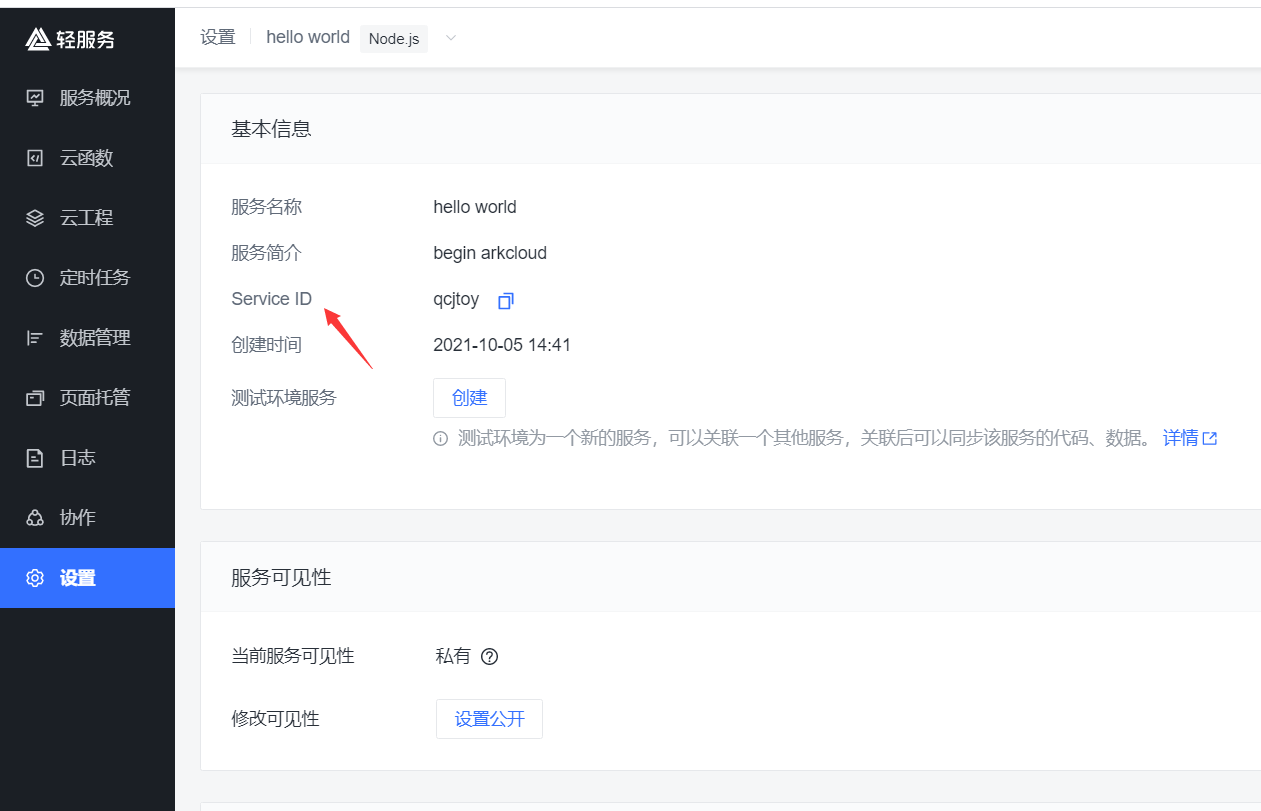 轻服务
服务概况
云函数
云工程
定时任务
数据管理
页面托管
日志
协作
设置
设置 hello world Node.js
基本信息
服务名称 hello world
服务简介 begin arkcloud
Service ID qcjtoy
创建时间 2021-10-05 14:41
测试环境服务 创建
测试环境为一个新的服务，可以关联一个其他服务，关联后可以同步该服务的代码、数据。 详情
服务可见性
当前服务可见性 私有
修改可见性 设置公开